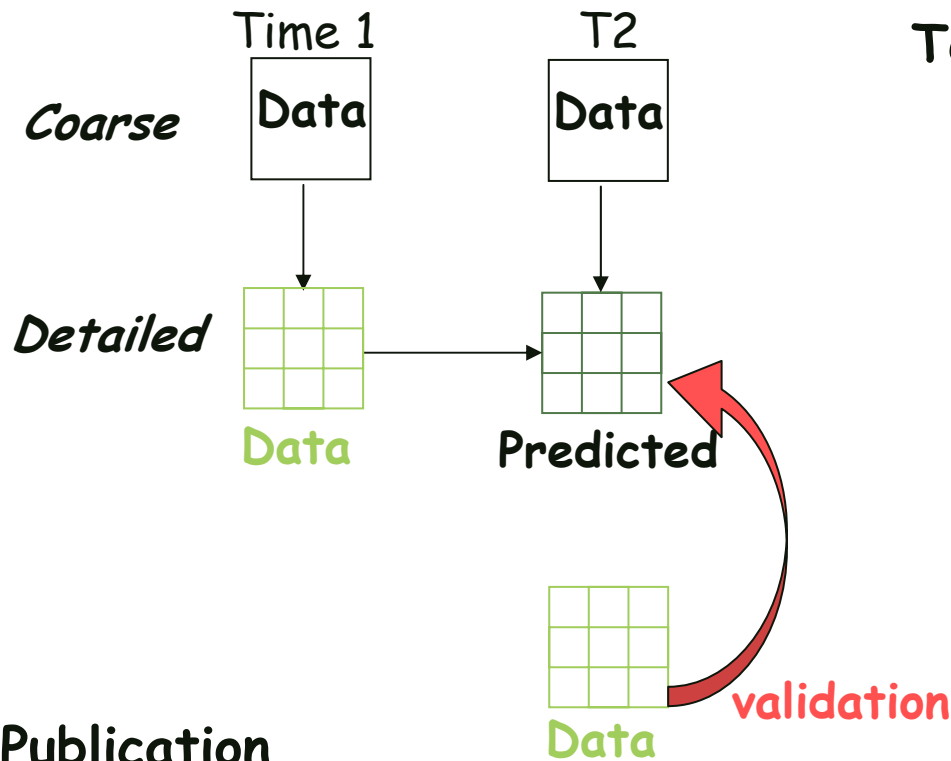 Time 1
T2
Coarse
Data
Data
Detailed
Data
Predicted
validation
Data
Publication